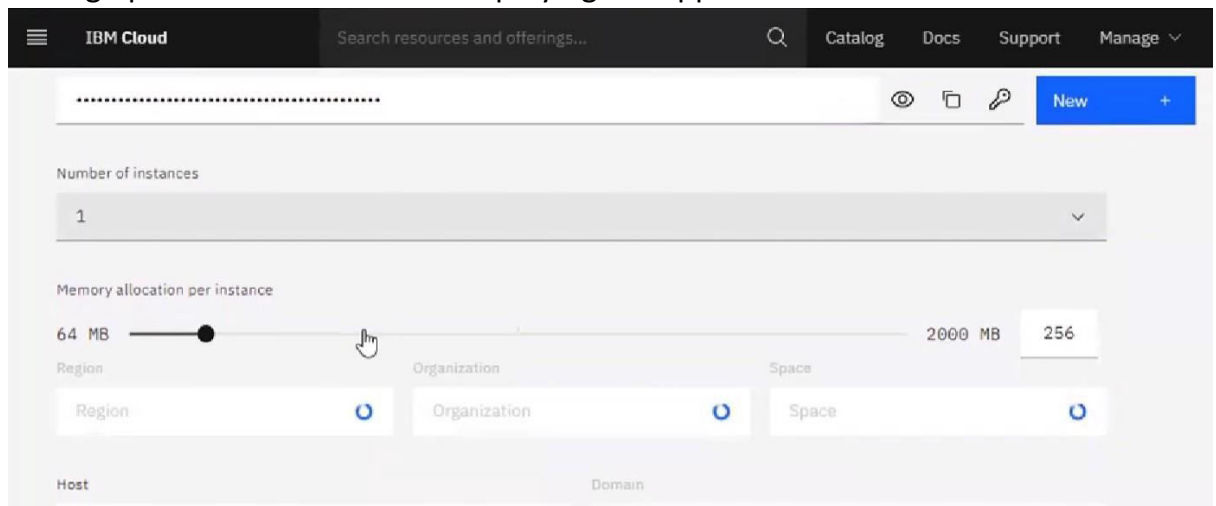 IBM Cloud Search resources and offerings... Catalog Docs Support Manage
•••••••••••••••••••••••••••••••••••••••••••• New +
Number of instances
1
Memory allocation per instance
64 MB 2000 MB 256
Region Organization Space
Region Organization Space
Host Domain